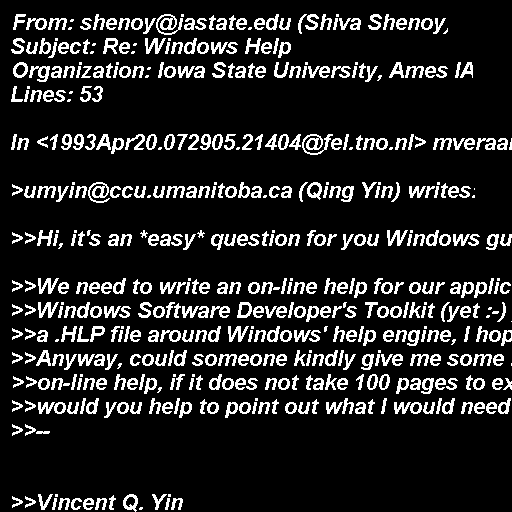 From: shenoy@iastate.edu (Shiva Shenoy)
Subject: Re: Windows Help
Organization: Iowa State University, Ames IA
Lines: 53
In <1993Apr20.072905.21404@fel.tno.nl> mveraa
>umyin@ccu.umanitoba.ca (Qing Yin) writes:
>>Hi, it's an *easy* question for you Windows gu
>>We need to write an on-line help for our applic
>>Windows Software Developer's Toolkit (yet :-)
>>a .HLP file around Windows' help engine, I hop
>>Anyway, could someone kindly give me some
>>on-line help, if it does not take 100 pages to ex
>>would you help to point out what I would need
>>--
>>Vincent Q. Yin